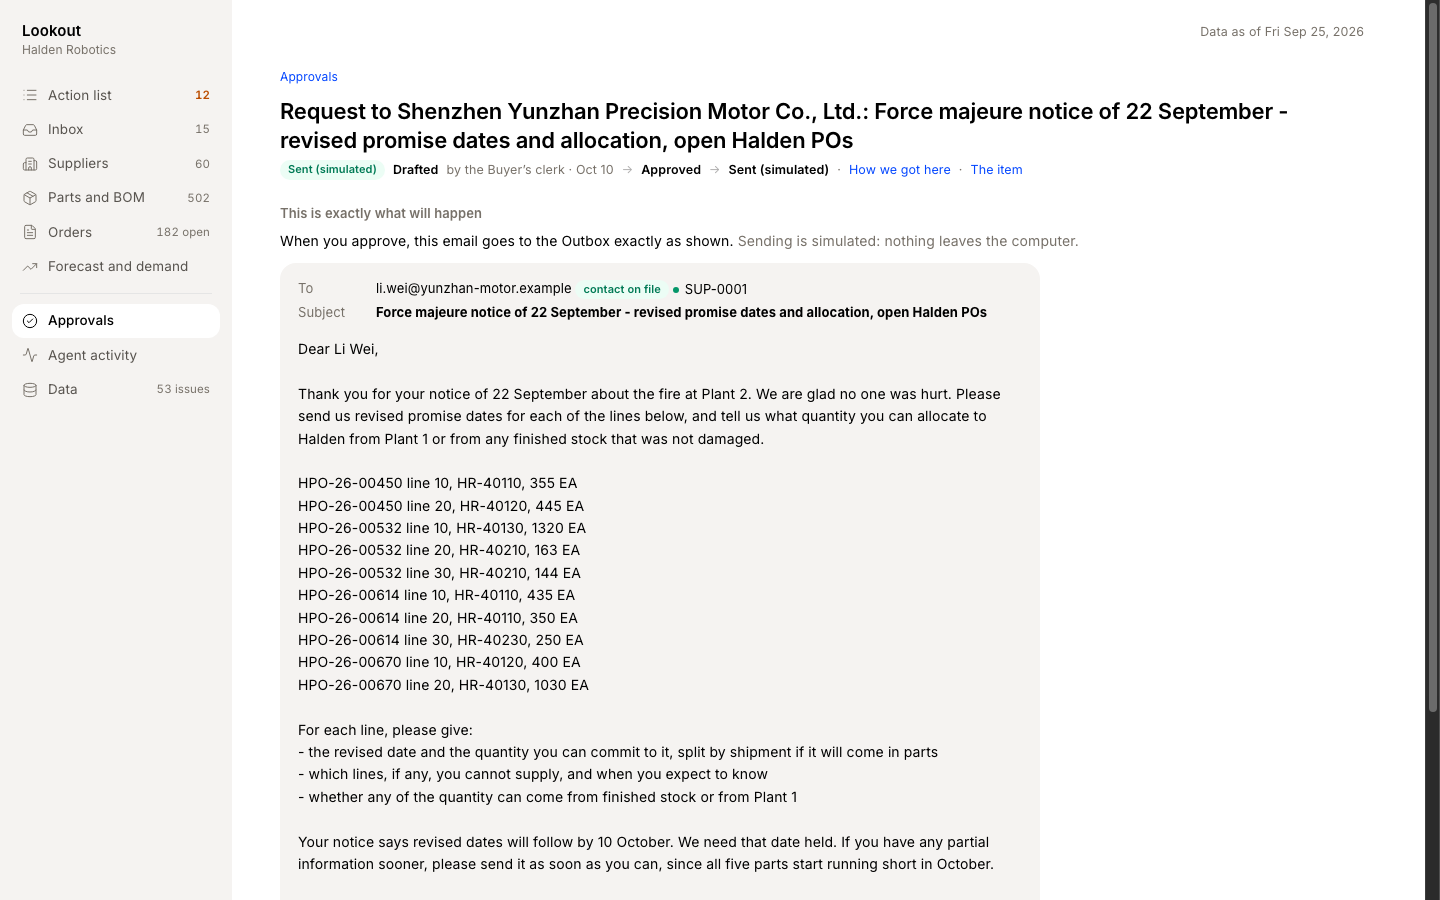 Lookout
Halden Robotics
Action list 12
Inbox 15
Suppliers 60
Parts and BOM 502
Orders 182 open
Forecast and demand
Approvals
Agent activity
Data 53 issues
Data as of Fri Sep 25, 2026
Approvals
Request to Shenzhen Yunzhan Precision Motor Co., Ltd.: Force majeure notice of 22 September -
revised promise dates and allocation, open Halden POs
Sent (simulated) Drafted by the Buyer’s clerk · Oct 10 → Approved → Sent (simulated) · How we got here · The item
This is exactly what will happen
When you approve, this email goes to the Outbox exactly as shown. Sending is simulated: nothing leaves the computer.
To li.wei@yunzhan-motor.example contact on file SUP-0001
Subject Force majeure notice of 22 September - revised promise dates and allocation, open Halden POs
Dear Li Wei,
Thank you for your notice of 22 September about the fire at Plant 2. We are glad no one was hurt. Please
send us revised promise dates for each of the lines below, and tell us what quantity you can allocate to
Halden from Plant 1 or from any finished stock that was not damaged.
HPO-26-00450 line 10, HR-40110, 355 EA
HPO-26-00450 line 20, HR-40120, 445 EA
HPO-26-00532 line 10, HR-40130, 1320 EA
HPO-26-00532 line 20, HR-40210, 163 EA
HPO-26-00532 line 30, HR-40210, 144 EA
HPO-26-00614 line 10, HR-40110, 435 EA
HPO-26-00614 line 20, HR-40110, 350 EA
HPO-26-00614 line 30, HR-40230, 250 EA
HPO-26-00670 line 10, HR-40120, 400 EA
HPO-26-00670 line 20, HR-40130, 1030 EA
For each line, please give:
- the revised date and the quantity you can commit to it, split by shipment if it will come in parts
- which lines, if any, you cannot supply, and when you expect to know
- whether any of the quantity can come from finished stock or from Plant 1
Your notice says revised dates will follow by 10 October. We need that date held. If you have any partial
information sooner, please send it as soon as you can, since all five parts start running short in October.